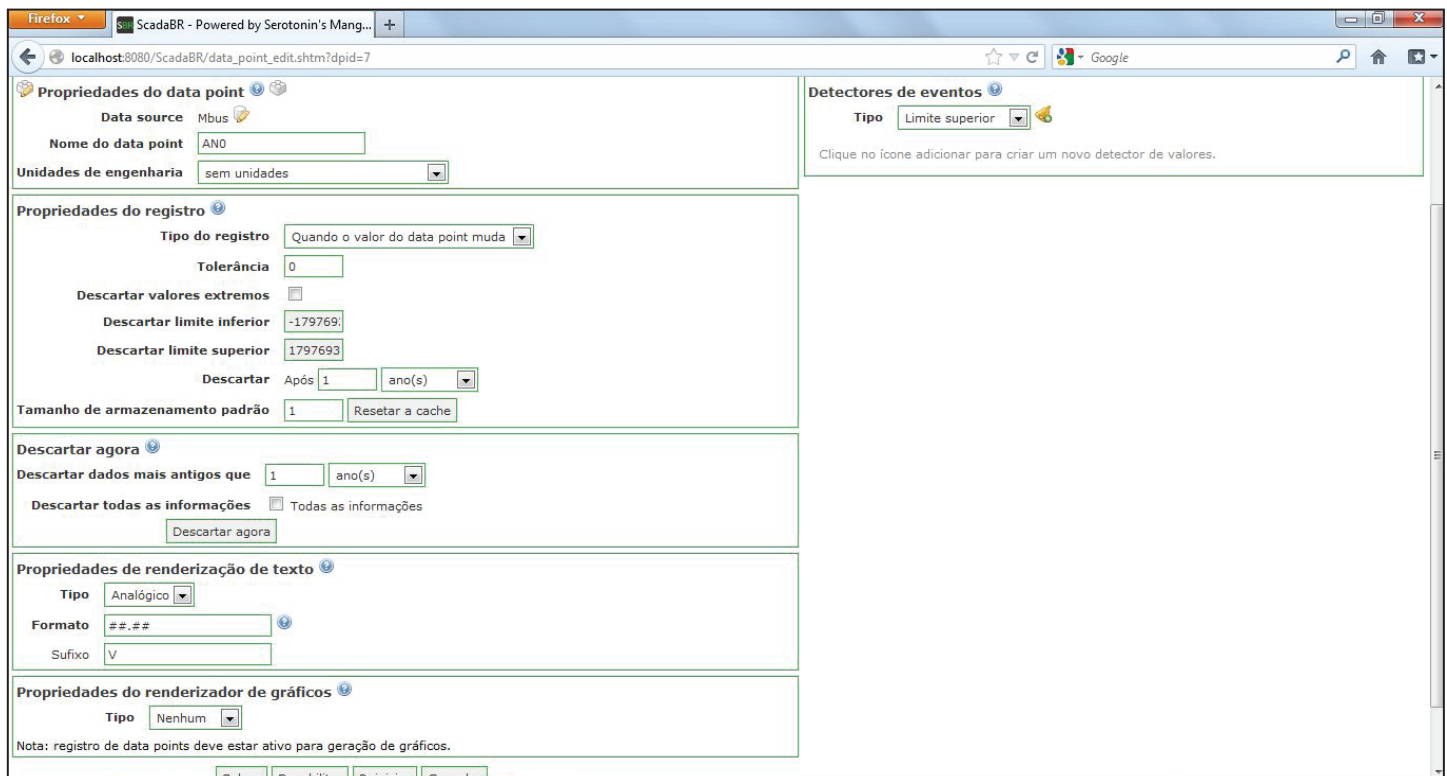 Firefox
SBR ScadaBR - Powered by Serotonin's Mang... +
localhost:8080/ScadaBR/data_point_edit.shtm?dpid=7
Google
Propriedades do data point
Data source Mbus
Nome do data point AN0
Unidades de engenharia sem unidades
Propriedades do registro
Tipo do registro Quando o valor do data point muda
Tolerância 0
Descartar valores extremos
Descartar limite inferior -179769
Descartar limite superior 1797693
Descartar Após 1 ano(s)
Tamanho de armazenamento padrão 1 Resetar a cache
Descartar agora
Descartar dados mais antigos que 1 ano(s)
Descartar todas as informações Todas as informações
Descartar agora
Propriedades de renderização de texto
Tipo Analógico
Formato ##.##
Sufixo V
Propriedades do renderizador de gráficos
Tipo Nenhum
Nota: registro de data points deve estar ativo para geração de gráficos.
Detectores de eventos
Tipo Limite superior
Clique no ícone adicionar para criar um novo detector de valores.